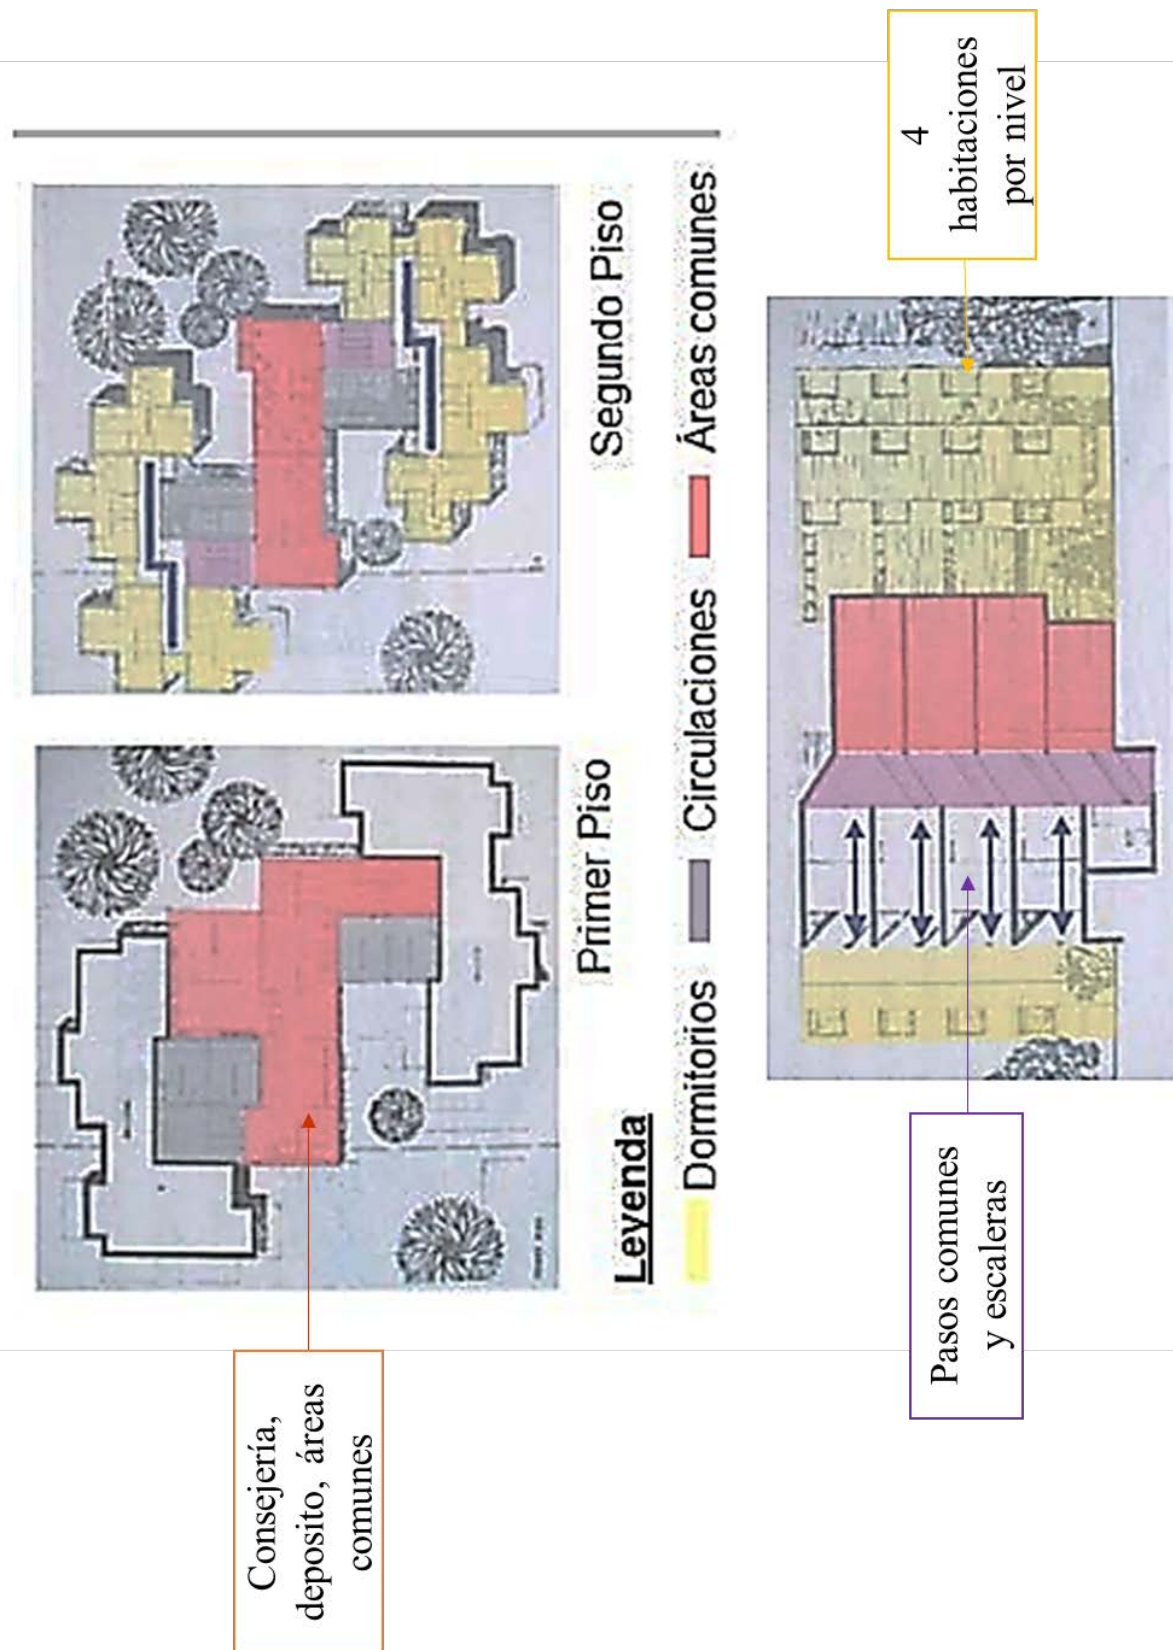 Primer Piso
Segundo Piso
Leyenda
Dormitorios
Circulaciones
Áreas comunes
Consejería,
deposito, áreas
comunes
Pasos comunes
y escaleras
4
habitaciones
por nivel